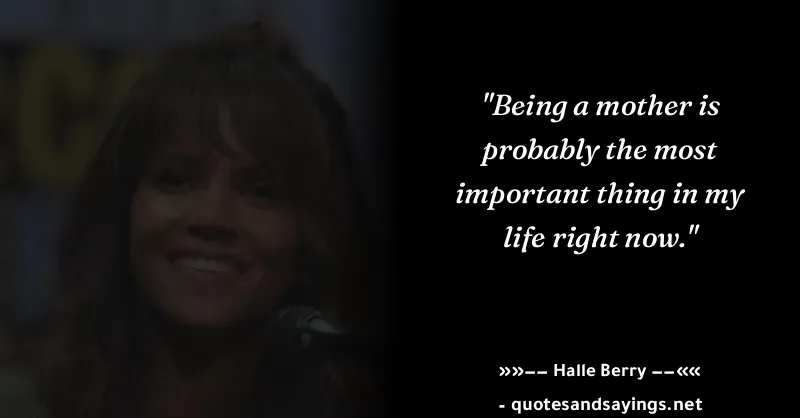 "Being a mother is
probably the most
important thing in my
life right now."
»»-- Halle Berry --««
- quotesandsayings.net